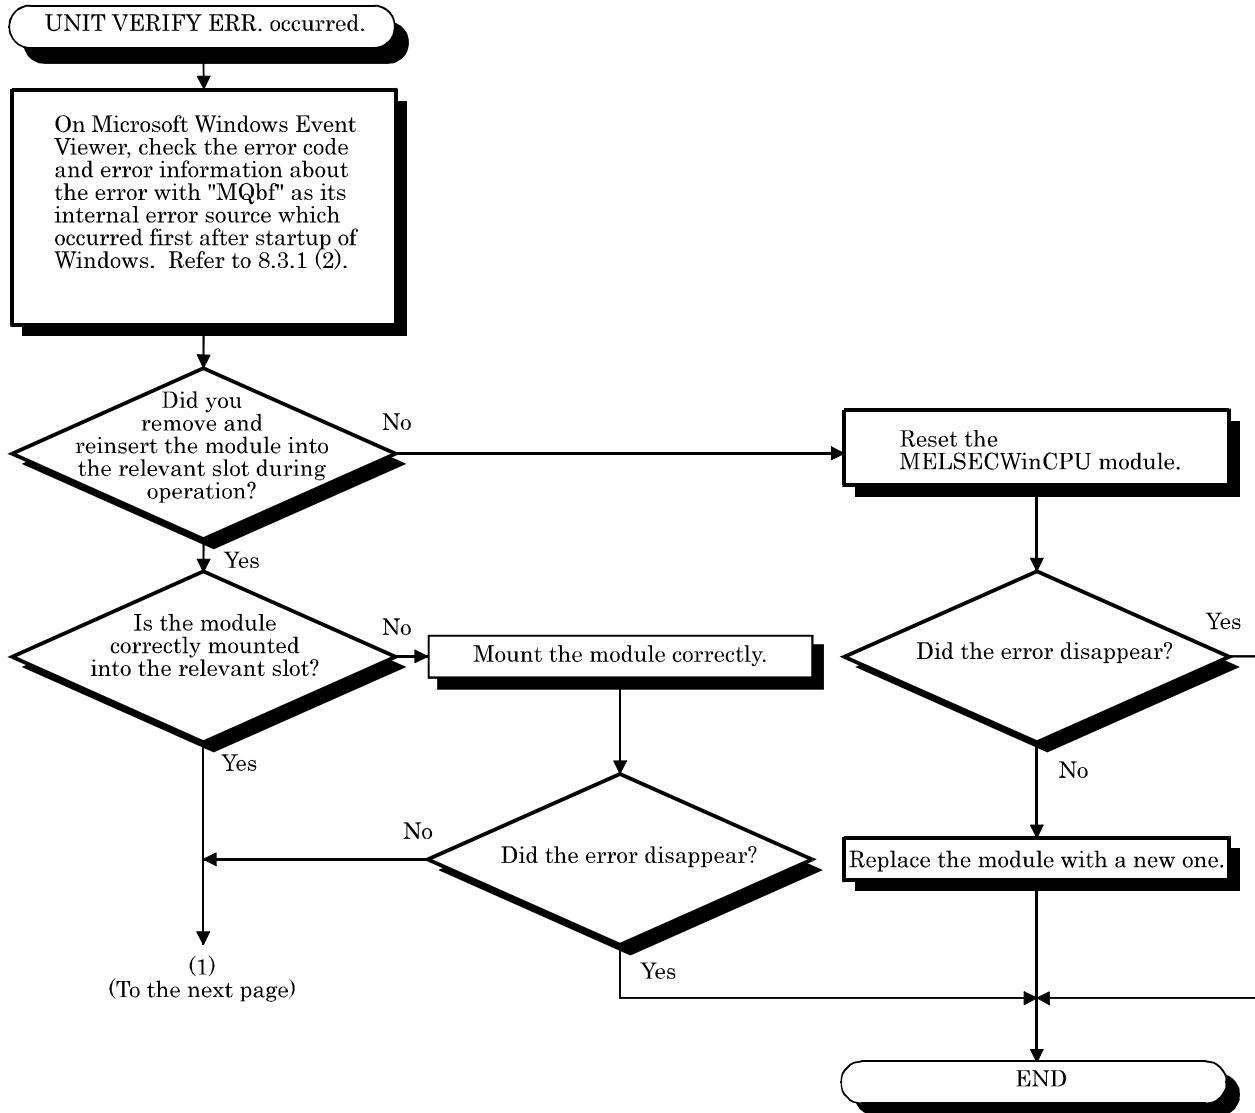 UNIT VERIFY ERR. occurred.
On Microsoft Windows Event
Viewer, check the error code
and error information about
the error with "MQbf" as its
internal error source which
occurred first after startup of
Windows.  Refer to 8.3.1 (2).
Did you
remove and
reinsert the module into
the relevant slot during
operation?
No
Yes
Reset the
MELSECWinCPU module.
Is the module
correctly mounted
into the relevant slot?
No
Yes
Mount the module correctly.
Did the error disappear?
Yes
No
Did the error disappear?
No
Yes
Replace the module with a new one.
(1)
(To the next page)
END